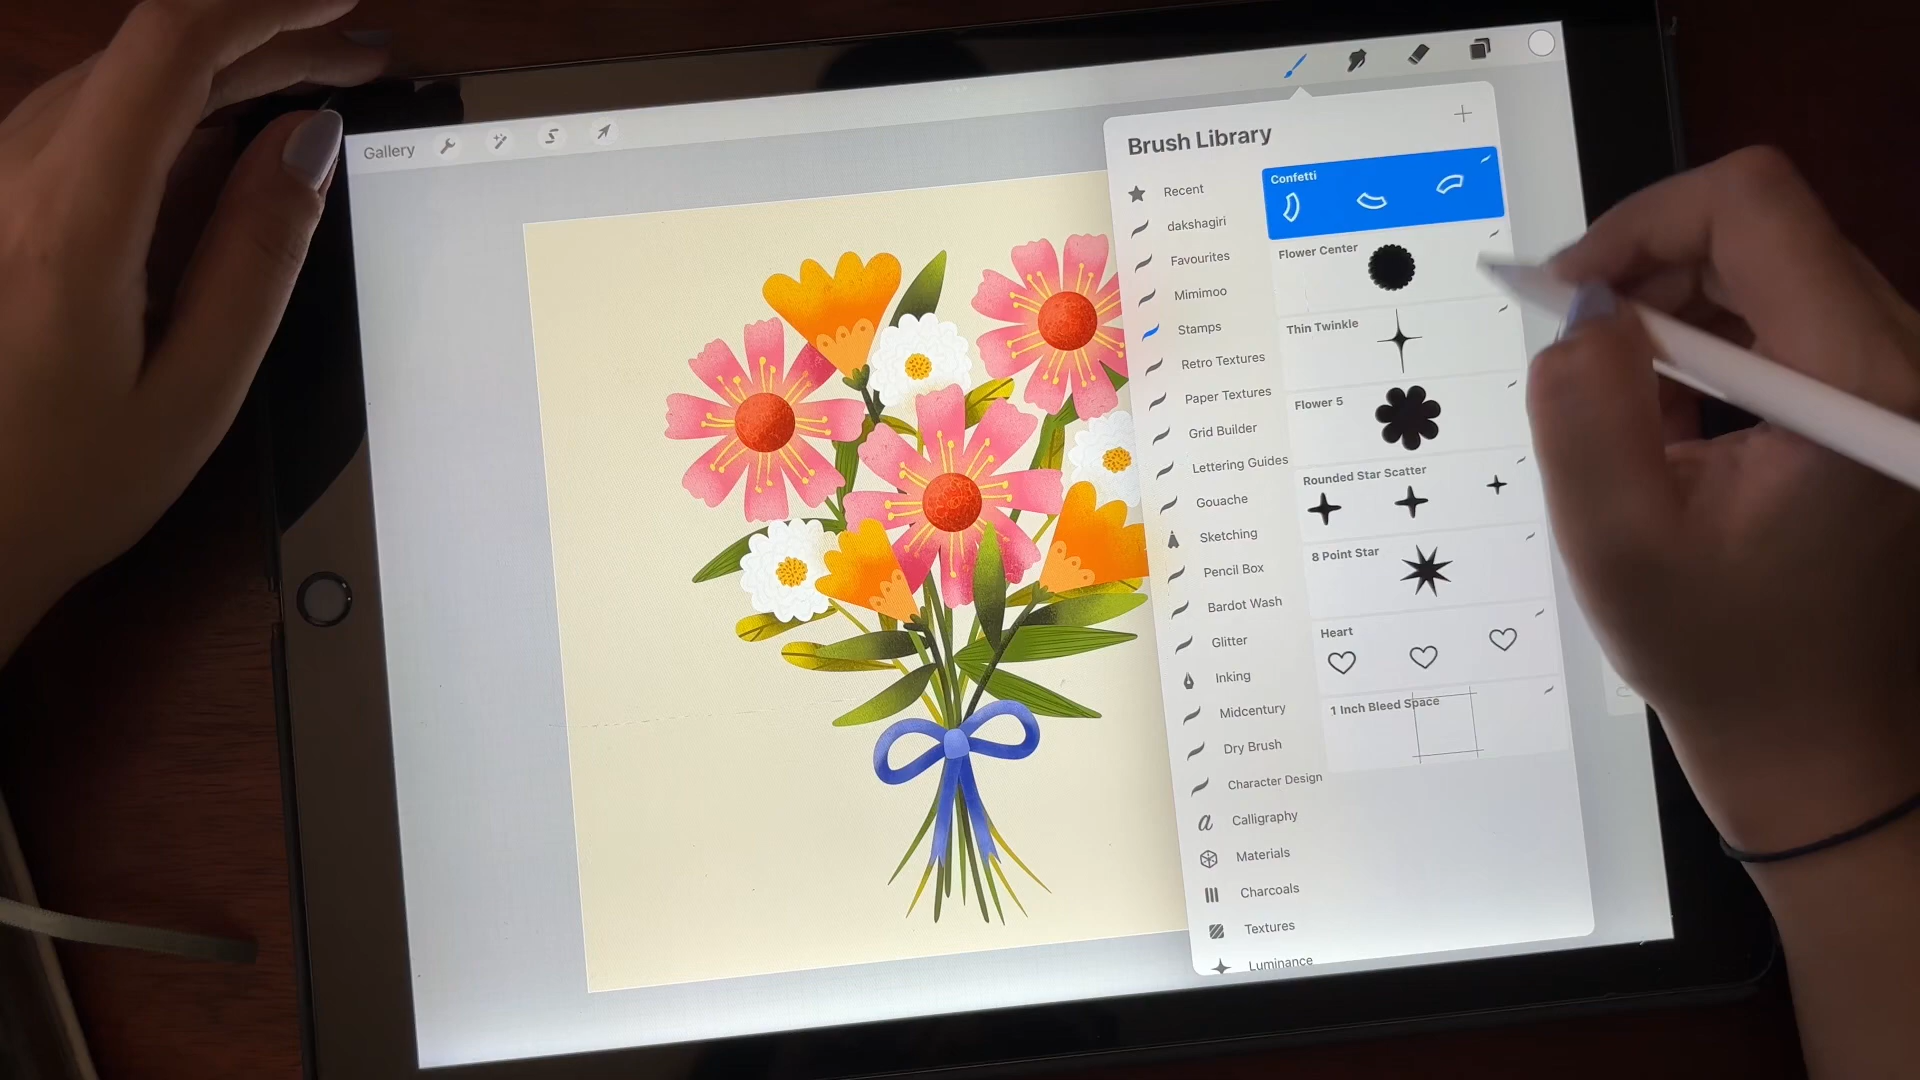 Gallery
Brush Library
Recent
dakshagiri
Favourites
Mimimoo
Stamps
Retro Textures
Paper Textures
Grid Builder
Lettering Guides
Gouache
Sketching
Pencil Box
Bardot Wash
Glitter
Inking
Midcentury
Dry Brush
Character Design
Calligraphy
Materials
Charcoals
Textures
Luminance
Confetti
Flower Center
Thin Twinkle
Flower 5
Rounded Star Scatter
8 Point Star
Heart
1 Inch Bleed Space